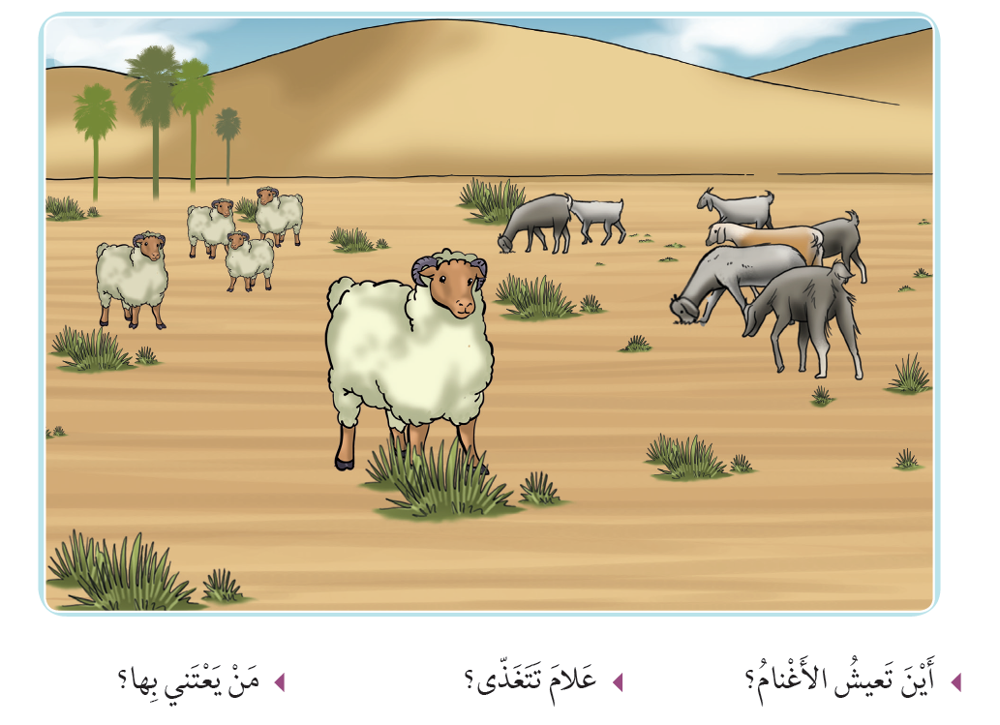 أَيْنَ تَعيشُ الأَغْنامُ؟ عَلامَ تَتَغَذّى؟ مَنْ يَعْتَني بِها؟